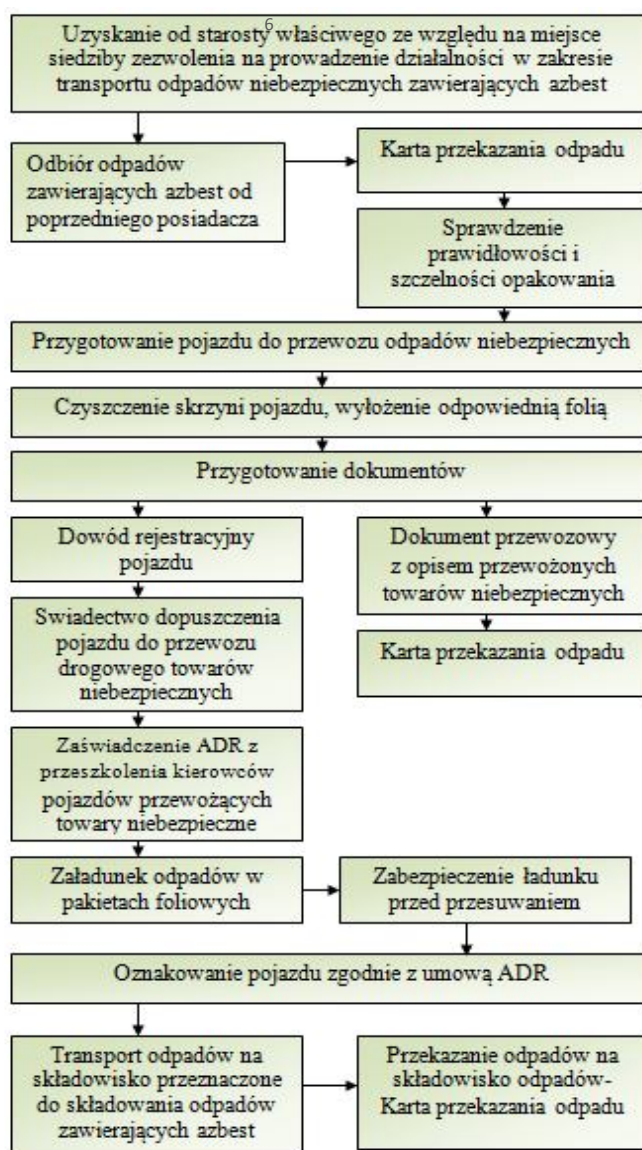 6
Uzyskanie od starosty właściwego ze względu na miejsce
siedziby zezwolenia na prowadzenie działalności w zakresie
transportu odpadów niebezpiecznych zawierających azbest
Odbiór odpadów
zawierających azbest od
poprzedniego posiadacza
Karta przekazania odpadu
Sprawdzenie
prawidłowości i
szczelności opakowania
Przygotowanie pojazdu do przewozu odpadów niebezpiecznych
Czyszczenie skrzyni pojazdu, wyłożenie odpowiednią folią
Przygotowanie dokumentów
Dowód rejestracyjny
pojazdu
Swiadectwo dopuszczenia
pojazdu do przewozu
drogowego towarów
niebezpiecznych
Zaświadczenie ADR z
przeszkolenia kierowców
pojazdów przewożących
towary niebezpieczne
Dokument przewozowy
z opisem przewożonych
towarów niebezpiecznych
Karta przekazania odpadu
Załadunek odpadów w
pakietach foliowych
Zabezpieczenie ładunku
przed przesuwaniem
Oznakowanie pojazdu zgodnie z umową ADR
Transport odpadów na
składowisko przeznaczone
do składowania odpadów
zawierających azbest
Przekazanie odpadów na
składowisko odpadów-
Karta przekazania odpadu